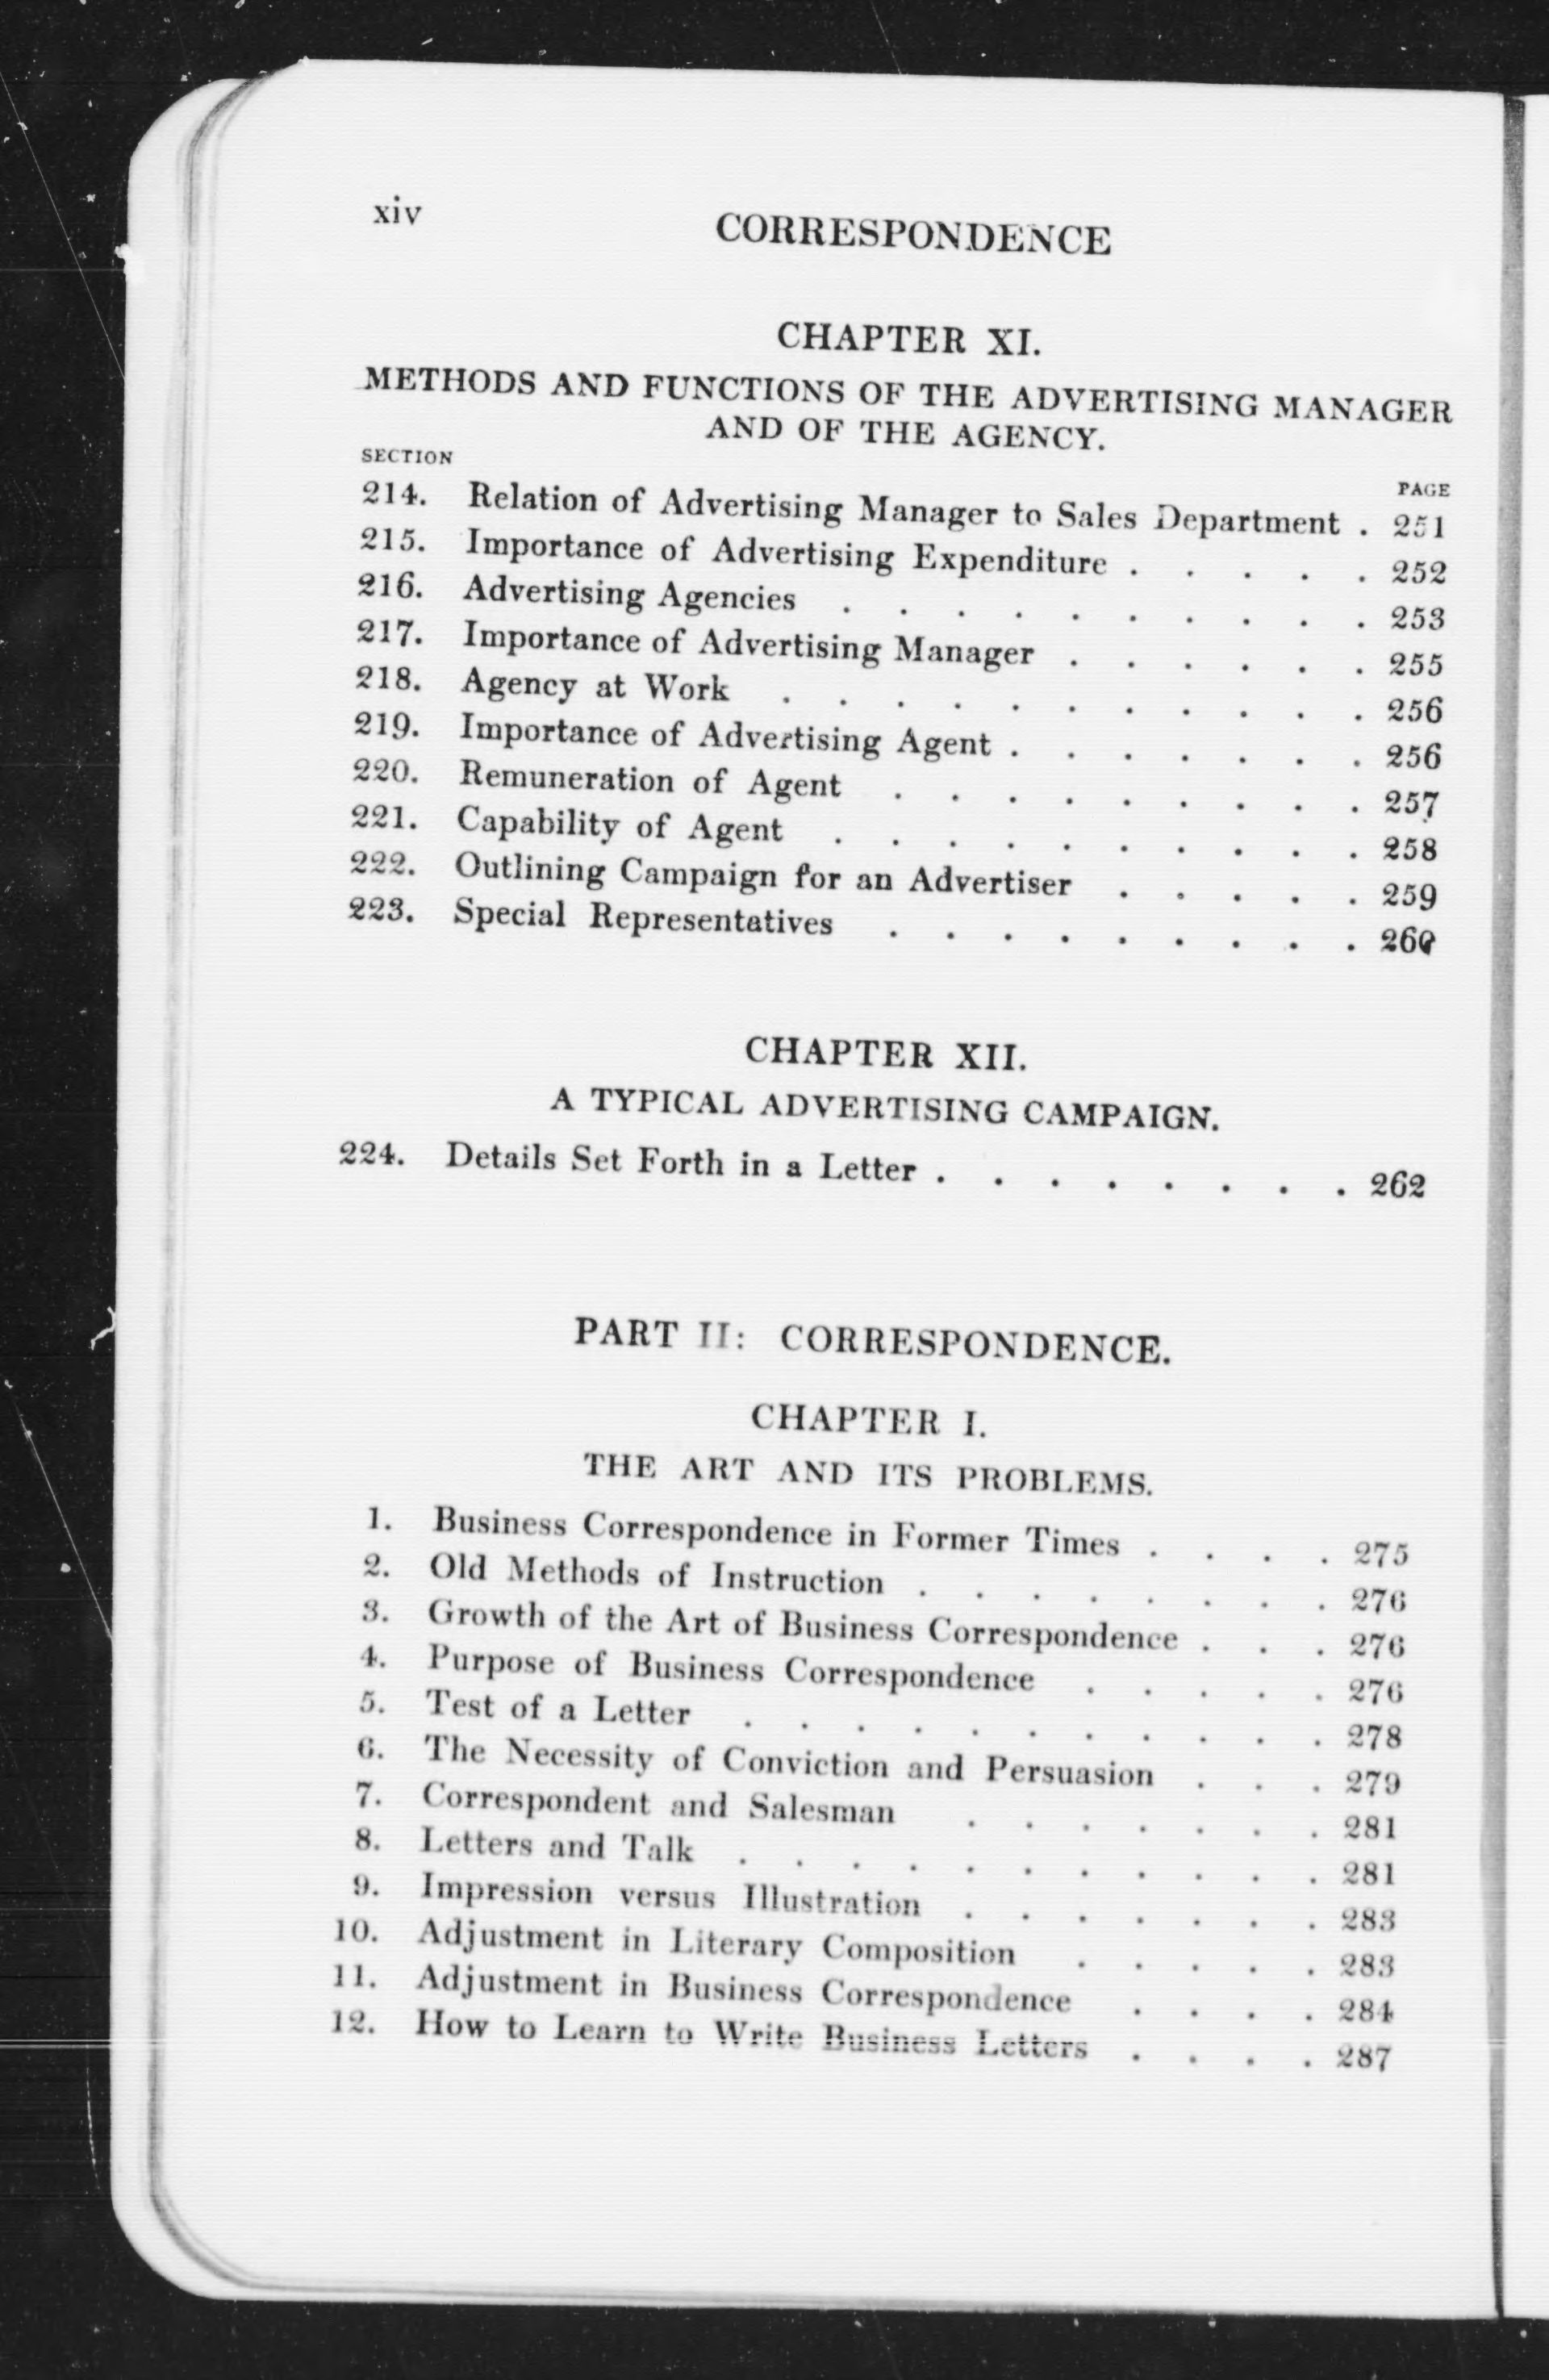 xiv
CORRESPONDENCE
CHAPTER XI.
METHODS AND FUNCTIONS OF THE ADVERTISING MANAGER
AND OF THE AGENCY.
SECTION PAGE
214. Relation of Advertising Manager to Sales Department . 251
215. Importance of Advertising Expenditure . . . . . 252
216. Advertising Agencies . . . . . . . . . . 253
217. Importance of Advertising Manager . . . . . . 255
218. Agency at Work . . . . . . . . . . . 256
219. Importance of Advertising Agent . . . . . . . 256
220. Remuneration of Agent . . . . . . . . . 257
221. Capability of Agent . . . . . . . . . . 258
222. Outlining Campaign for an Advertiser . . . . . 259
223. Special Representatives . . . . . . . . . 260
CHAPTER XII.
A TYPICAL ADVERTISING CAMPAIGN.
224. Details Set Forth in a Letter . . . . . . . . 262
PART II: CORRESPONDENCE.
CHAPTER I.
THE ART AND ITS PROBLEMS.
1. Business Correspondence in Former Times . . . . 275
2. Old Methods of Instruction . . . . . . . . 276
3. Growth of the Art of Business Correspondence . . . 276
4. Purpose of Business Correspondence . . . . . 276
5. Test of a Letter . . . . . . . . . . . 278
6. The Necessity of Conviction and Persuasion . . . 279
7. Correspondent and Salesman . . . . . . . 281
8. Letters and Talk . . . . . . . . . . . 281
9. Impression versus Illustration . . . . . . . 283
10. Adjustment in Literary Composition . . . . . 283
11. Adjustment in Business Correspondence . . . . 284
12. How to Learn to Write Business Letters . . . . 287